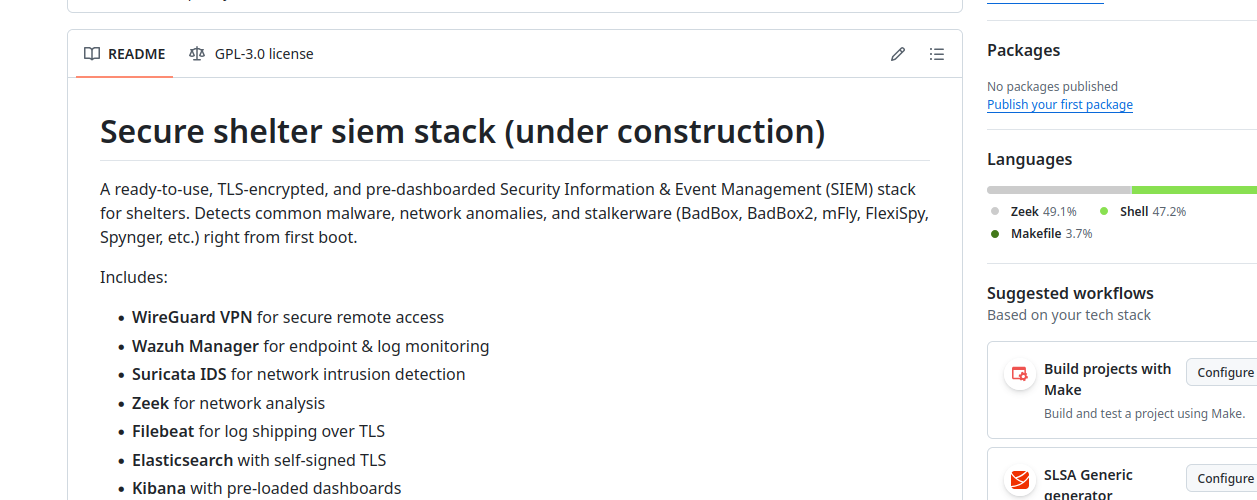 README
GPL-3.0 license
Secure shelter siem stack (under construction)
A ready-to-use, TLS-encrypted, and pre-dashboarded Security Information & Event Management (SIEM) stack
for shelters. Detects common malware, network anomalies, and stalkerware (BadBox, BadBox2, mFly, FlexiSpy,
Spynger, etc.) right from first boot.
Includes:
• WireGuard VPN for secure remote access
• Wazuh Manager for endpoint & log monitoring
• Suricata IDS for network intrusion detection
• Zeek for network analysis
• Filebeat for log shipping over TLS
• Elasticsearch with self-signed TLS
• Kibana with pre-loaded dashboards
Packages
No packages published
Publish your first package
Languages
Zeek 49.1% Shell 47.2%
Makefile 3.7%
Suggested workflows
Based on your tech stack
Build projects with
Make
Configure
Build and test a project using Make.
SLSA Generic
generator
Configure